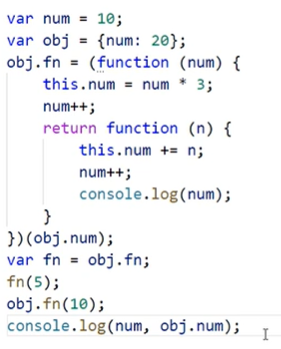 var num = 10;
var obj = {num: 20};
obj.fn = (function (num) {
    this.num = num * 3;
    num++;
    return function (n) {
        this.num += n;
        num++;
        console.log(num);
    }
})(obj.num);
var fn = obj.fn;
fn(5);
obj.fn(10);
console.log(num, obj.num);